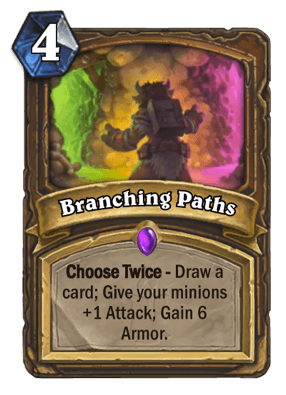 4
Branching Paths
Choose Twice - Draw a
card; Give your minions
+1 Attack; Gain 6
Armor.